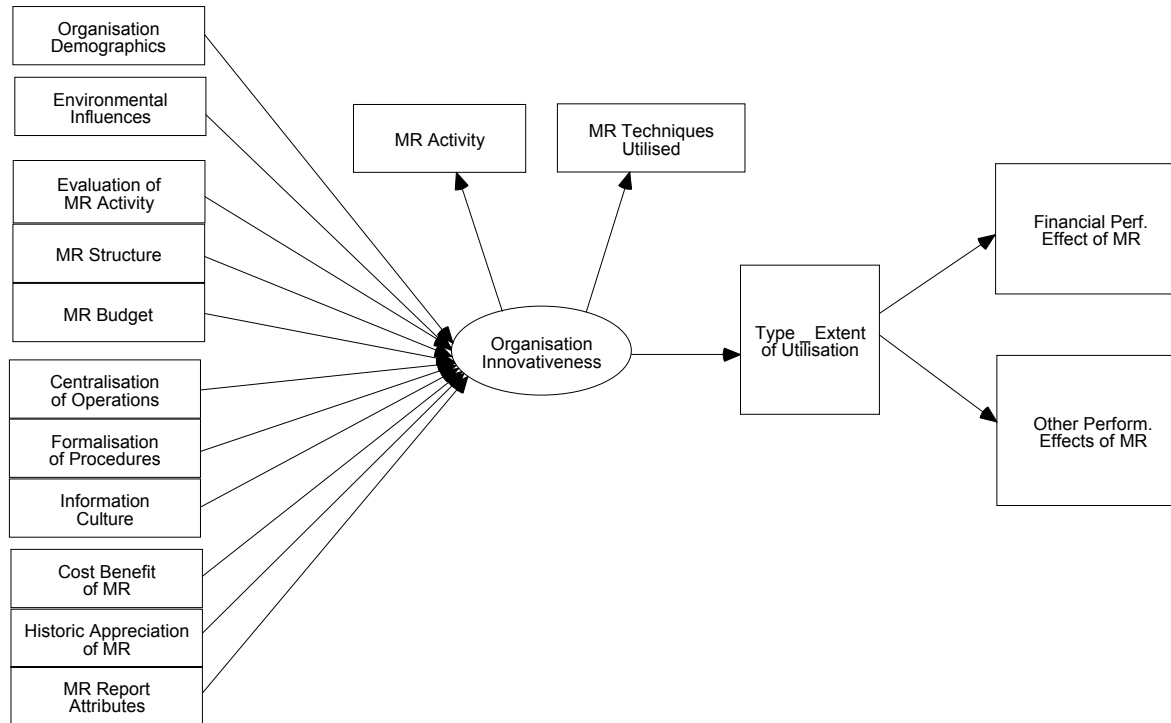 Organisation
Demographics
Environmental
Influences
Evaluation of
MR Activity
MR Structure
MR Budget
Centralisation
of Operations
Formalisation
of Procedures
Information
Culture
Cost Benefit
of MR
Historic Appreciation
of MR
MR Report
Attributes
MR Activity
MR Techniques
Utilised
Organisation
Innovativeness
Type _ Extent
of Utilisation
Financial Perf.
Effect of MR
Other Perform.
Effects of MR